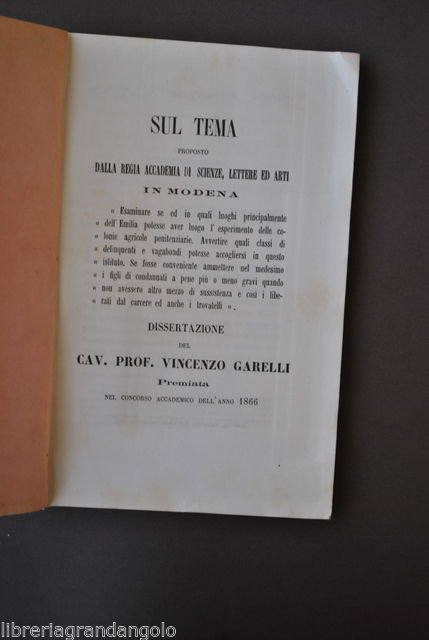 SUL TEMA
PROPOSTO
DALLA REGIA ACCADEMIA DI SCIENZE, LETTERE ED ARTI
IN MODENA
« Esaminare se ed in quali luoghi principalmente
« dell'Emilia potesse aver luogo l'esperimento delle co-
« lonie agricole penitenziarie. Avvertire quali classi di
« delinquenti e vagabondi potesse accogliersi in questo
« istituto. Se fosse conveniente ammettere nel medesimo
« i figli di condannati a pene più o meno gravi quando
« non avessero altro mezzo di sussistenza e così i libe-
« rati dal carcere ed anche i trovatelli ».
DISSERTAZIONE
DEL
CAV. PROF. VINCENZO GARELLI
Premiata
NEL CONCORSO ACCADEMICO DELL'ANNO 1866
libreriagrandangolo